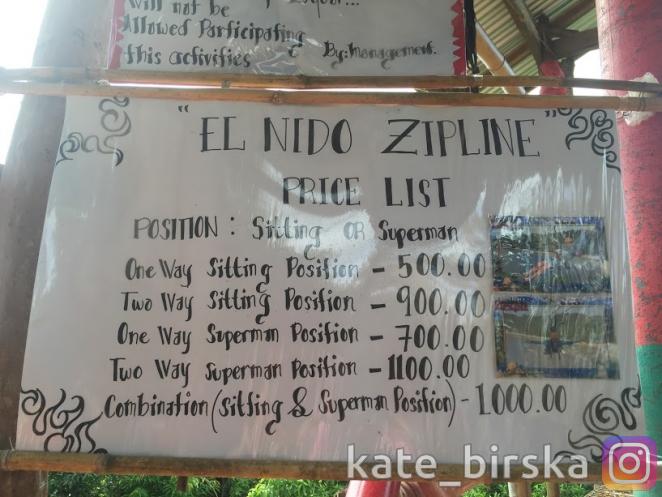 will not be
Allowed Participating
this activities By: Management.
"EL NIDO ZIPLINE"
PRICE LIST
POSITION: Sitting OR Superman
One Way Sitting Position - 500.00
Two Way Sitting Position - 900.00
One Way Superman Position - 700.00
Two Way Superman Position - 1100.00
Combination (Sitting & Superman Position) - 1.000.00
kate_birska